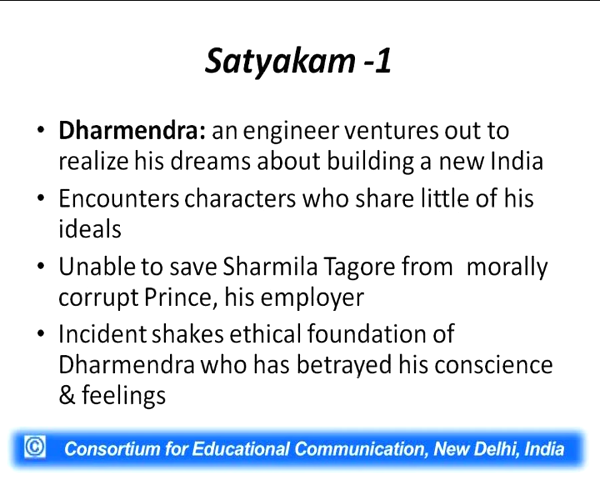 Satyakam -1
• Dharmendra: an engineer ventures out to
realize his dreams about building a new India
• Encounters characters who share little of his
ideals
• Unable to save Sharmila Tagore from  morally
corrupt Prince, his employer
• Incident shakes ethical foundation of
Dharmendra who has betrayed his conscience
& feelings
© Consortium for Educational Communication, New Delhi, India